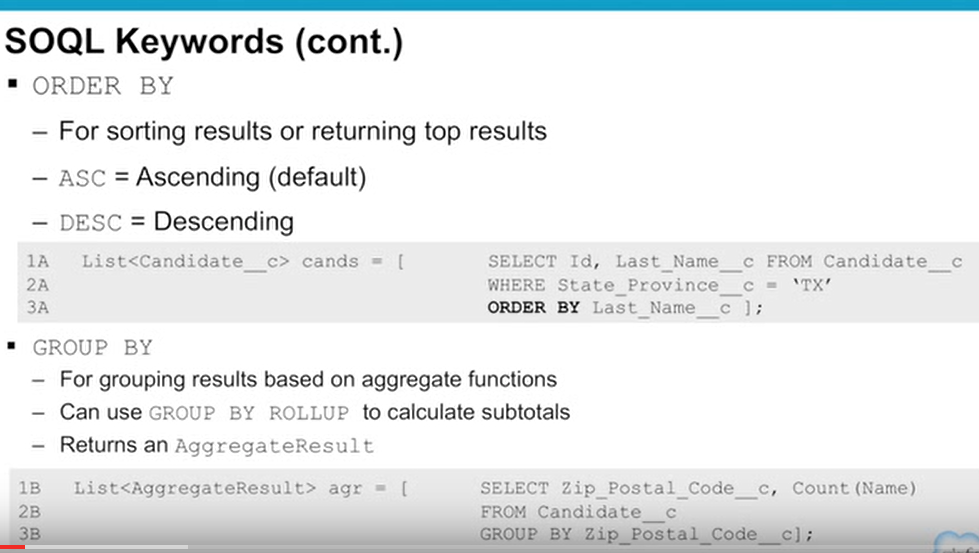 SOQL Keywords (cont.)
▪ ORDER BY
– For sorting results or returning top results
– ASC = Ascending (default)
– DESC = Descending
1A List<Candidate__c> cands = [ SELECT Id, Last_Name__c FROM Candidate__c
2A WHERE State_Province__c = ‘TX’
3A ORDER BY Last_Name__c ];
▪ GROUP BY
– For grouping results based on aggregate functions
– Can use GROUP BY ROLLUP to calculate subtotals
– Returns an AggregateResult
1B List<AggregateResult> agr = [ SELECT Zip_Postal_Code__c, Count(Name)
2B FROM Candidate__c
3B GROUP BY Zip_Postal_Code__c];